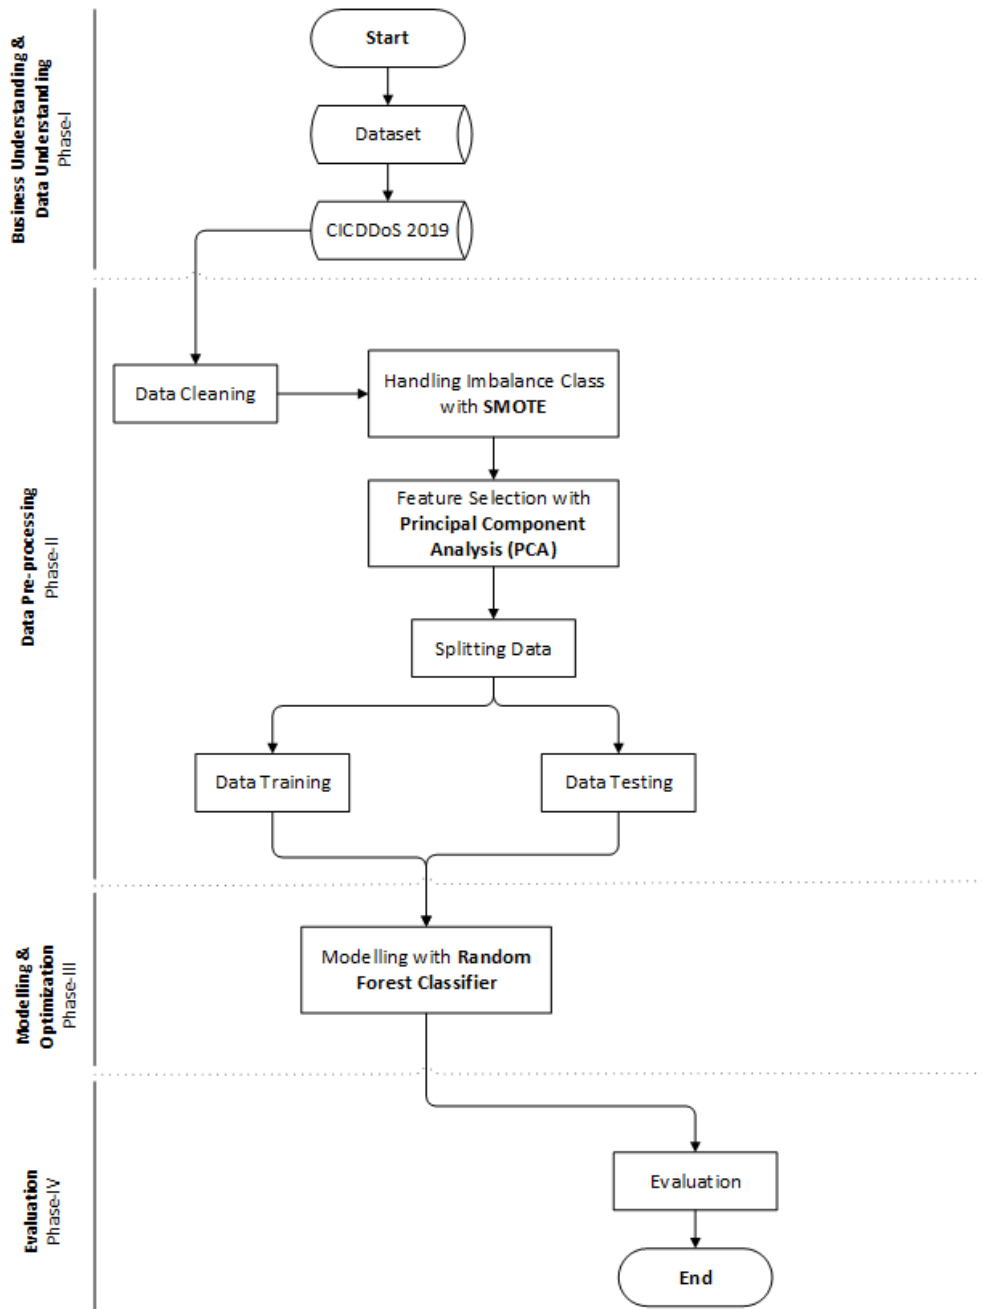 Business Understanding &
Data Understanding
Phase-I
Start
Dataset
CICDDoS 2019
Data Pre-processing
Phase-II
Data Cleaning
Handling Imbalance Class
with SMOTE
Feature Selection with
Principal Component
Analysis (PCA)
Splitting Data
Data Training
Data Testing
Modelling &
Optimization
Phase-III
Modelling with Random
Forest Classifier
Evaluation
Phase-IV
Evaluation
End